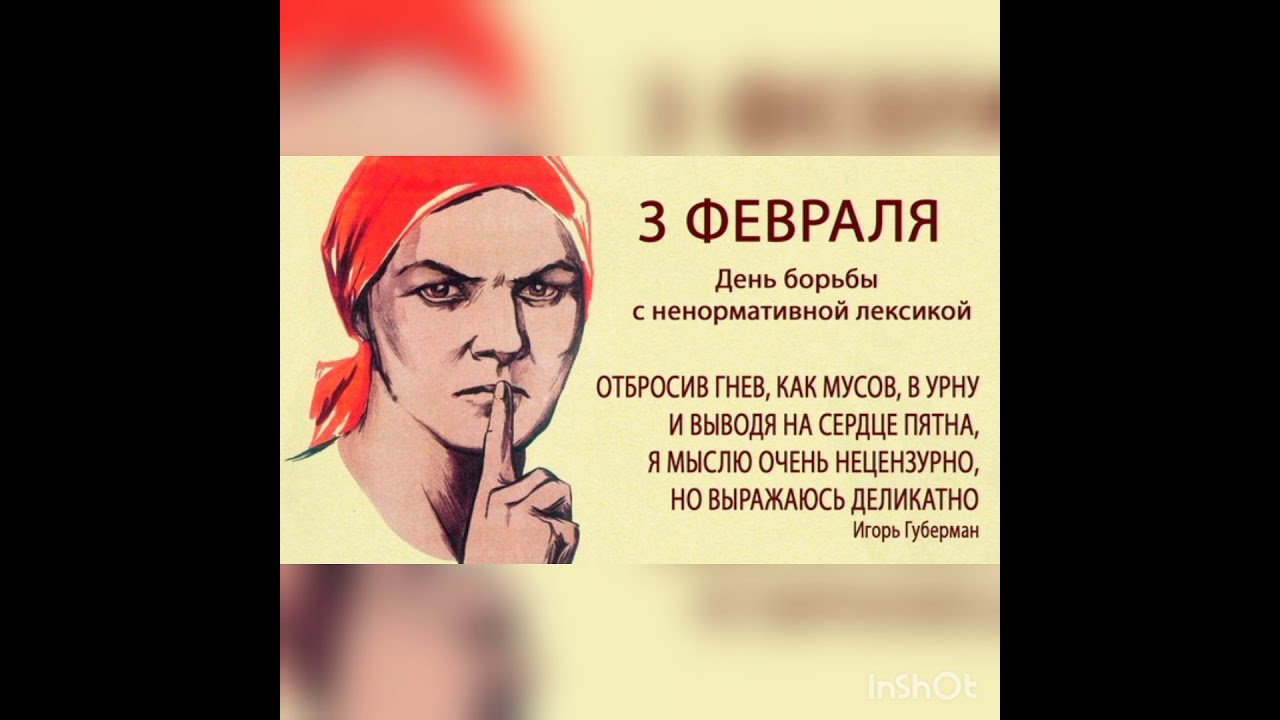 3 ФЕВРАЛЯ
День борьбы
с ненормативной лексикой
ОТБРОСИВ ГНЕВ, КАК МУСОВ, В УРНУ
И ВЫВОДЯ НА СЕРДЦЕ ПЯТНА,
Я МЫСЛЮ ОЧЕНЬ НЕЦЕНЗУРНО,
НО ВЫРАЖАЮСЬ ДЕЛИКАТНО
Игорь Губерман
InShOt